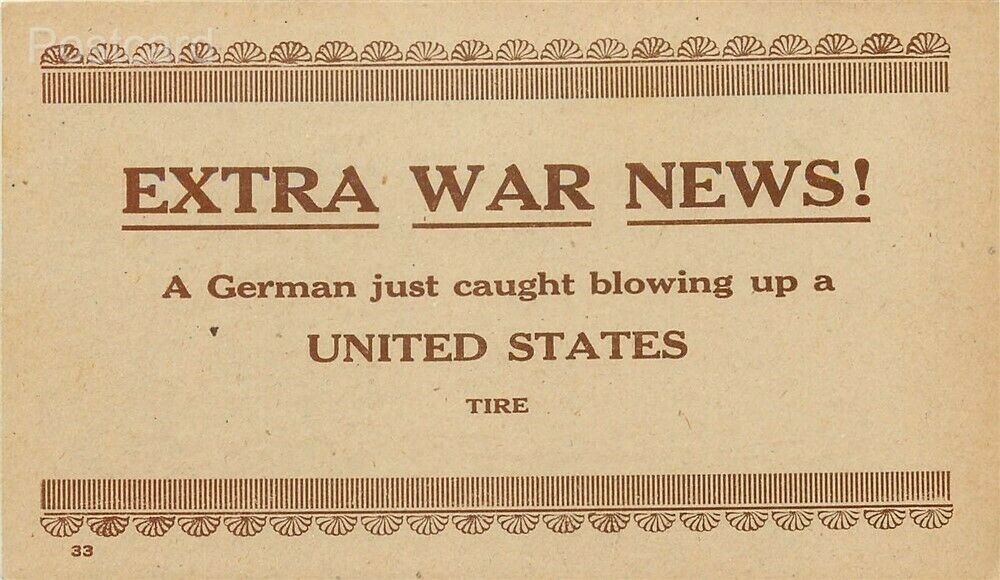 Postcard
EXTRA WAR NEWS!
A German just caught blowing up a
UNITED STATES
TIRE
33